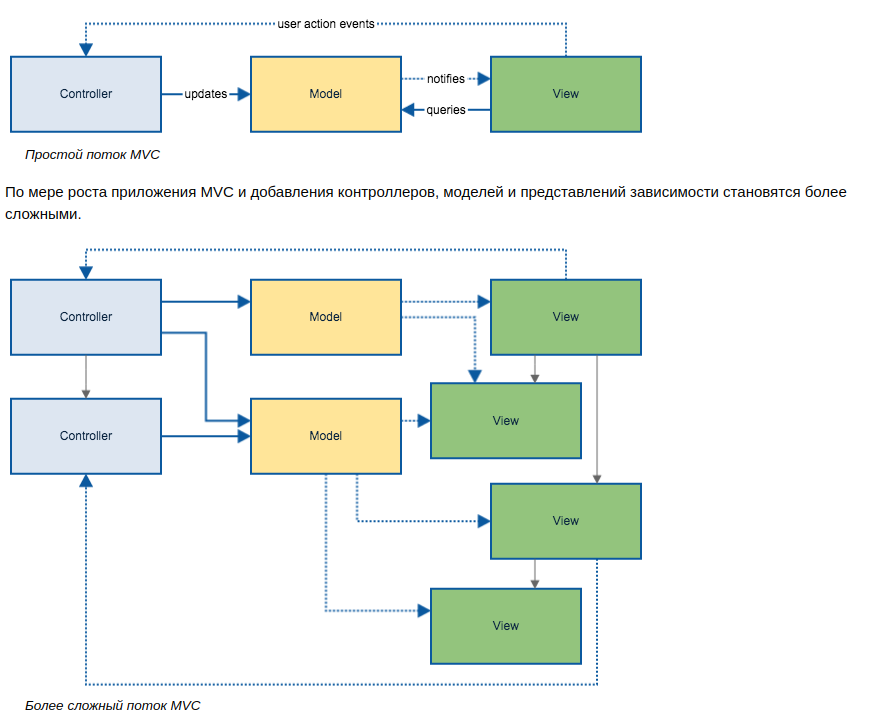 user action events
Controller
updates
Model
notifies
queries
View
Простой поток MVC
По мере роста приложения MVC и добавления контроллеров, моделей и представлений зависимости становятся более
сложными.
Controller
Model
View
View
Controller
Model
View
View
Более сложный поток MVC